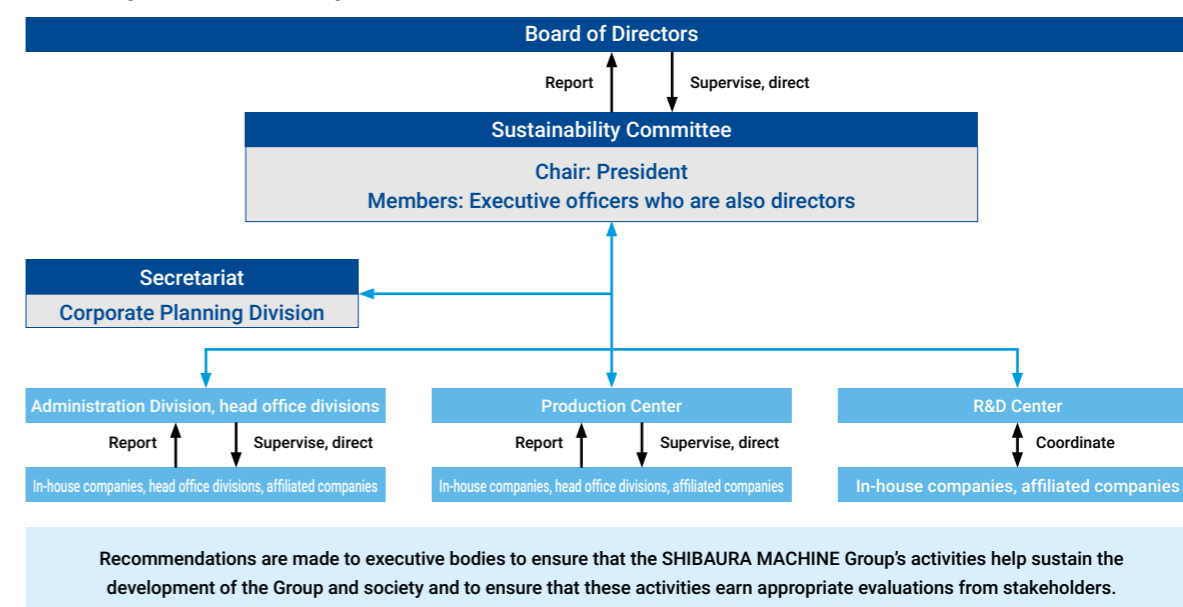 Board of Directors
Report
Supervise, direct
Sustainability Committee
Chair: President
Members: Executive officers who are also directors
Secretariat
Corporate Planning Division
Administration Division, head office divisions
Production Center
R&D Center
Report
Supervise, direct
Report
Supervise, direct
Coordinate
In-house companies, head office divisions, affiliated companies
In-house companies, head office divisions, affiliated companies
In-house companies, affiliated companies
Recommendations are made to executive bodies to ensure that the SHIBAURA MACHINE Group's activities help sustain the
development of the Group and society and to ensure that these activities earn appropriate evaluations from stakeholders.